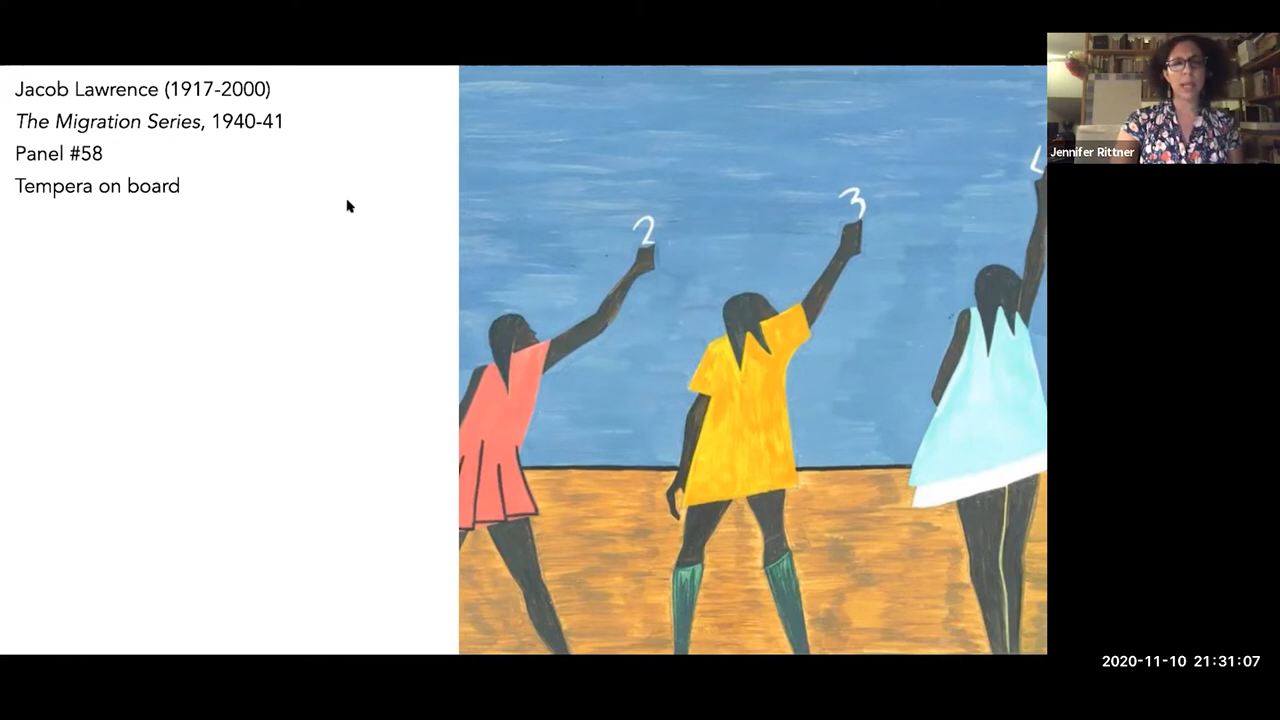 Jacob Lawrence (1917-2000)
The Migration Series, 1940-41
Panel #58
Tempera on board
2
3
Jennifer Rittner
2020-11-10 21:31:07